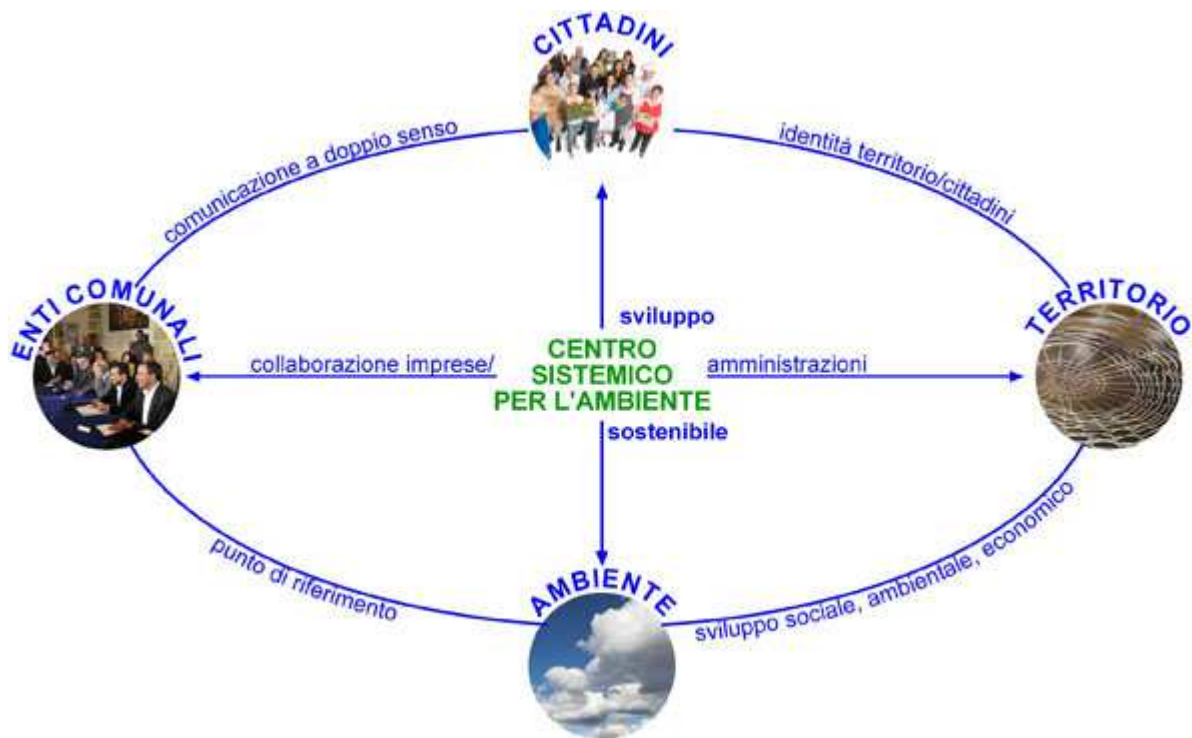 CITTADINI
comunicazione a doppio senso
identità territorio/cittadini
ENTI COMUNALI
TERRITORIO
sviluppo
collaborazione imprese/
CENTRO
SISTEMICO
PER L'AMBIENTE
amministrazioni
sostenibile
punto di riferimento
AMBIENTE
sviluppo sociale, ambientale, economico